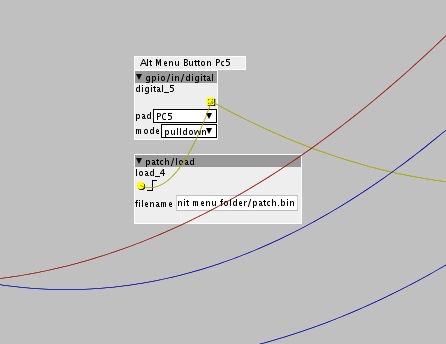 Alt Menu Button Pc5
gpio/in/digital
digital_5
pad PC5
mode pulldown
patch/load
load_4
filename nit menu folder/patch.bin